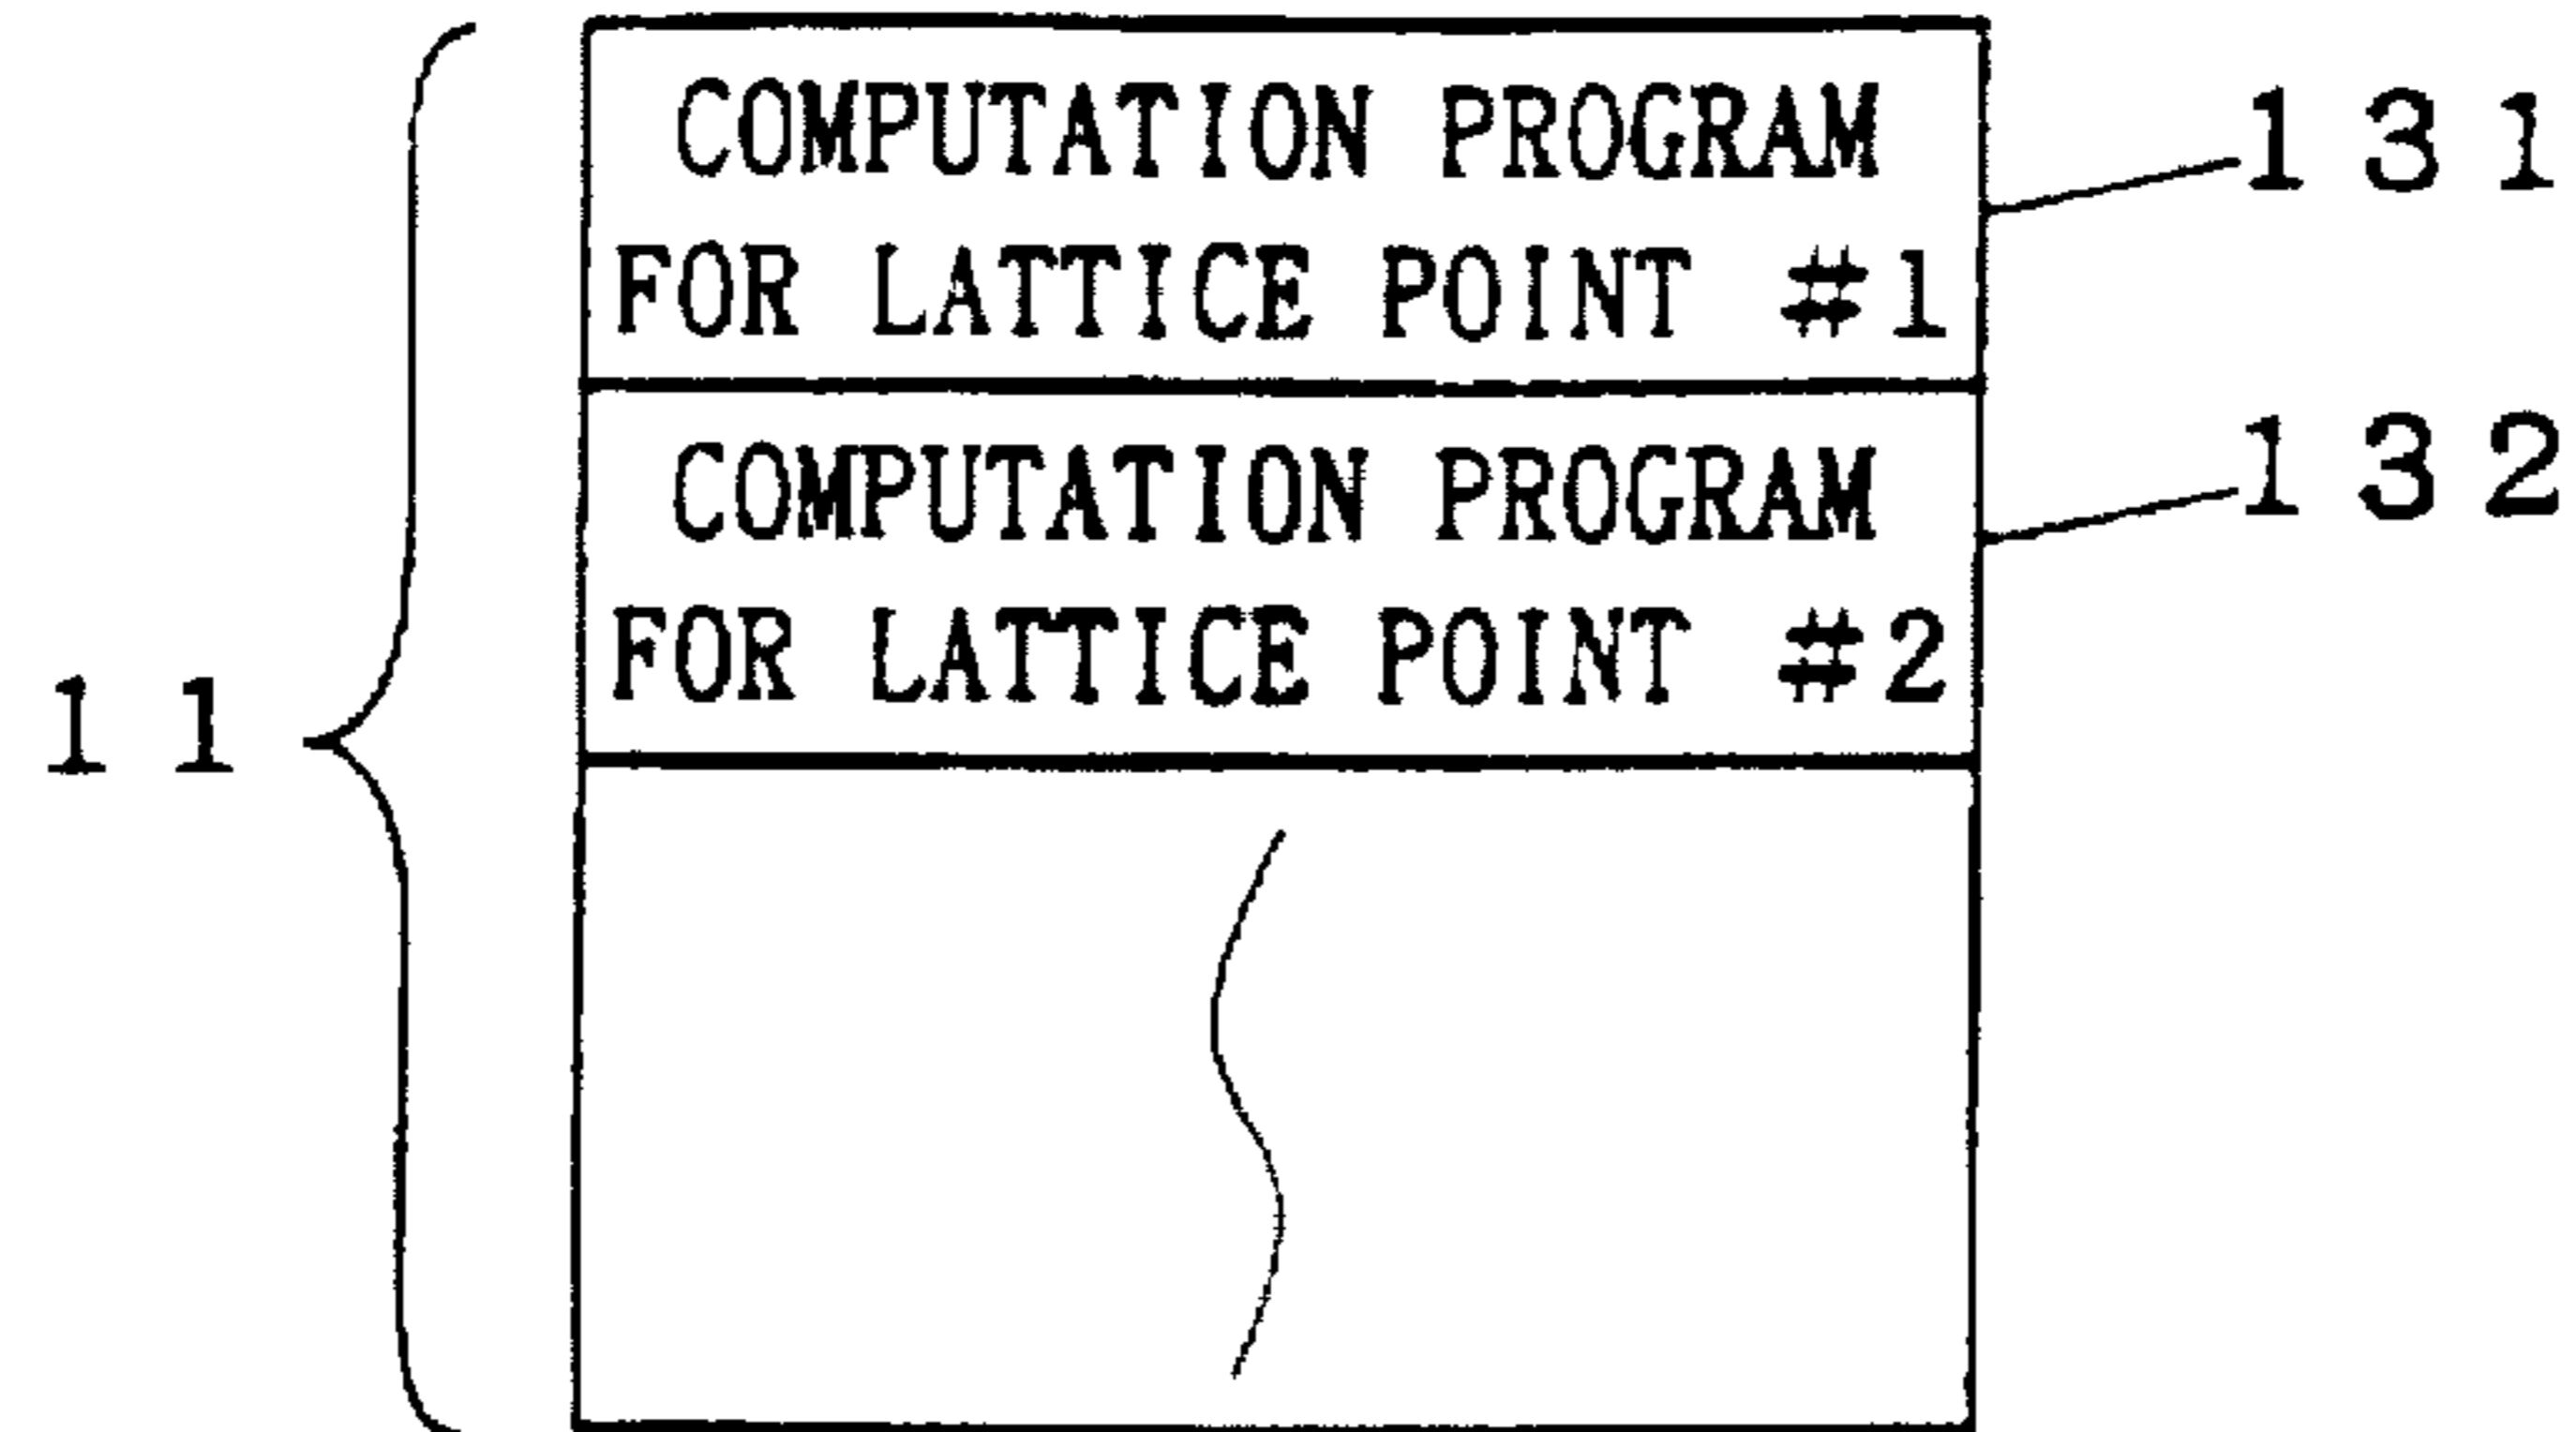 COMPUTATION PROGRAM
FOR LATTICE POINT #1
131
COMPUTATION PROGRAM
FOR LATTICE POINT #2
132
11